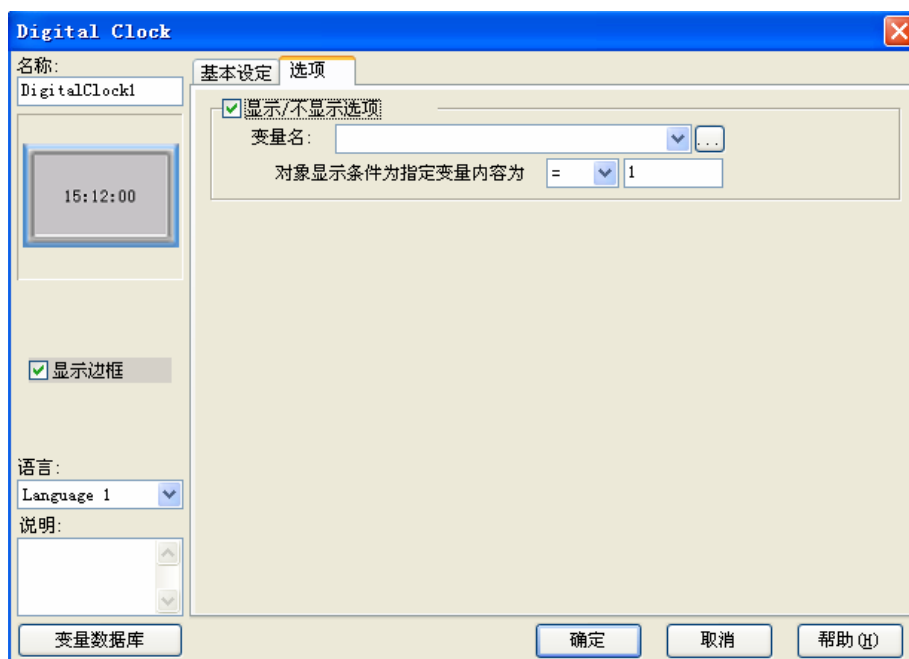 Digital Clock
名称:
DigitalClock1
15:12:00
显示边框
语言:
Language 1
说明:
变量数据库
基本设定 选项
显示/不显示选项
变量名: ...
对象显示条件为指定变量内容为 = 1
确定 取消 帮助(H)